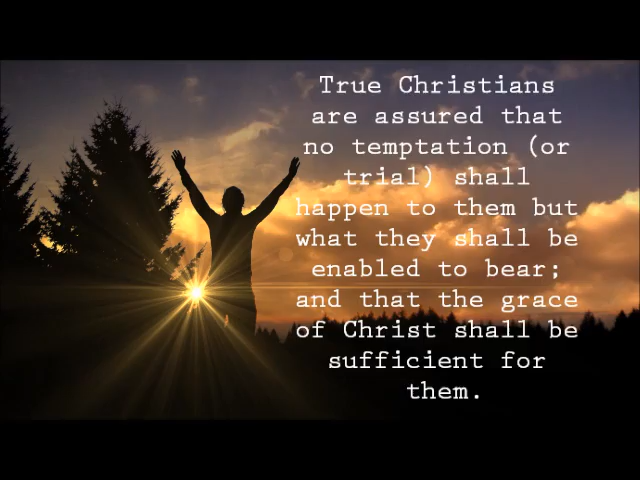 True Christians
are assured that
no temptation (or
trial) shall
happen to them but
what they shall be
enabled to bear;
and that the grace
of Christ shall be
sufficient for
them.